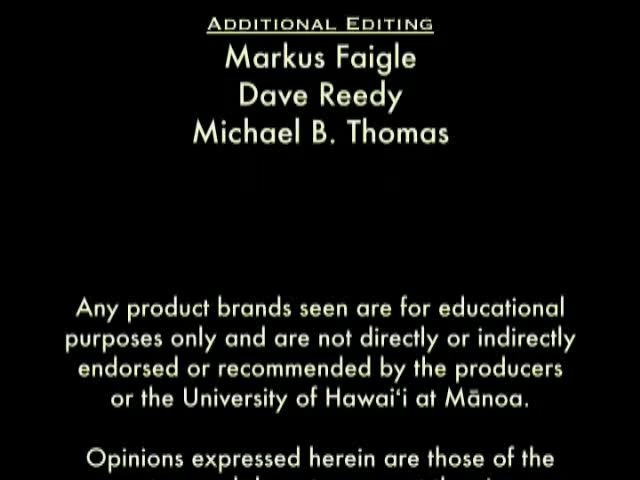 ADDITIONAL EDITING
Markus Faigle
Dave Reedy
Michael B. Thomas
Any product brands seen are for educational
purposes only and are not directly or indirectly
endorsed or recommended by the producers
or the University of Hawaiʻi at Mānoa.
Opinions expressed herein are those of the